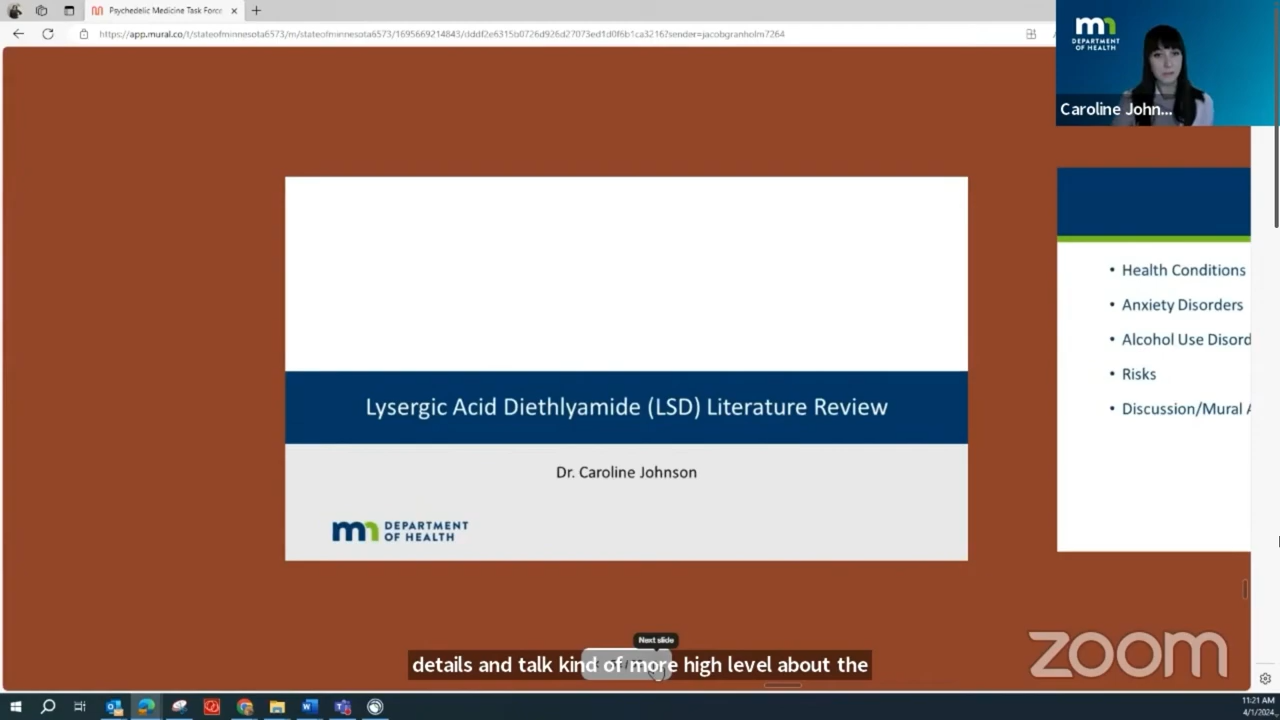 Psychedelic Medicine Task Force
https://app.mural.co/t/stateofminnesota6573/m/stateofminnesota6573/1695669214843/dddf2e6315b0726d926d27073ed1d0f6b1ca3216?sender=jacobgranholm7264
mn
DEPARTMENT
OF HEALTH
Caroline John...
Lysergic Acid Diethlyamide (LSD) Literature Review
Dr. Caroline Johnson
mn DEPARTMENT
OF HEALTH
• Health Conditions
• Anxiety Disorders
• Alcohol Use Disord
• Risks
• Discussion/Mural A
Next slide
details and talk kind of more high level about the
zoom
11:21 AM
4/1/2024